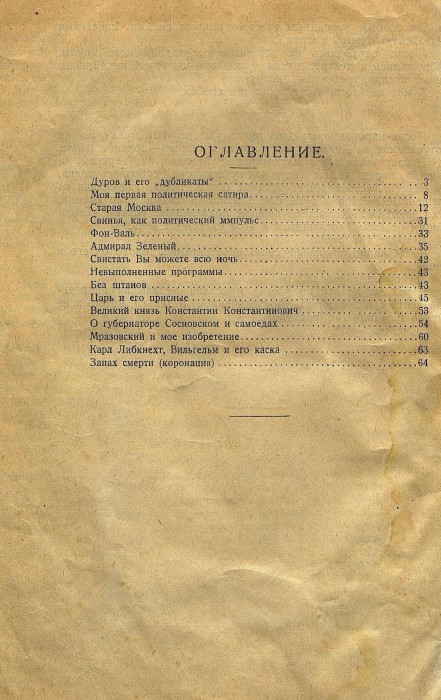 ОГЛАВЛЕНИЕ.
Дуров и его „дубликаты" 3
Моя первая политическая сатира 8
Старая Москва 12
Свинья, как политический импульс 31
Фон-Валь 33
Адмирал Зеленый 35
Свистать Вы можете всю ночь 42
Невыполненные программы 43
Без штанов 43
Царь и его присные 45
Великий князь Константин Константинович 53
О губернаторе Сосновском и самоедах 54
Мразовский и мое изобретение 60
Карл Либкнехт, Вильгельм и его каска 63
Запах смерти (коронация) 64